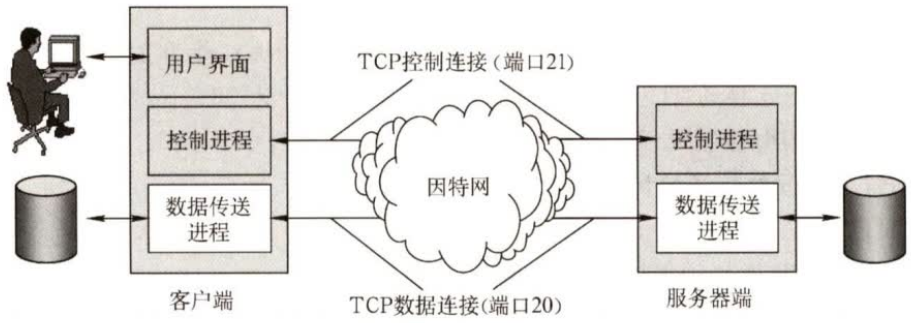 用户界面
TCP控制连接(端口21)
控制进程
控制进程
因特网
数据传送
进程
数据传送
进程
客户端
TCP数据连接(端口20)
服务器端